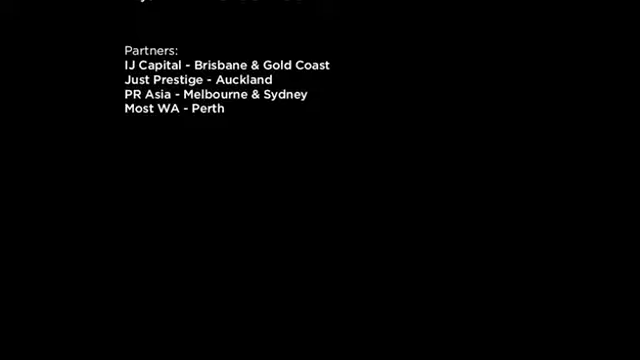 Partners:
IJ Capital - Brisbane & Gold Coast
Just Prestige - Auckland
PR Asia - Melbourne & Sydney
Most WA - Perth